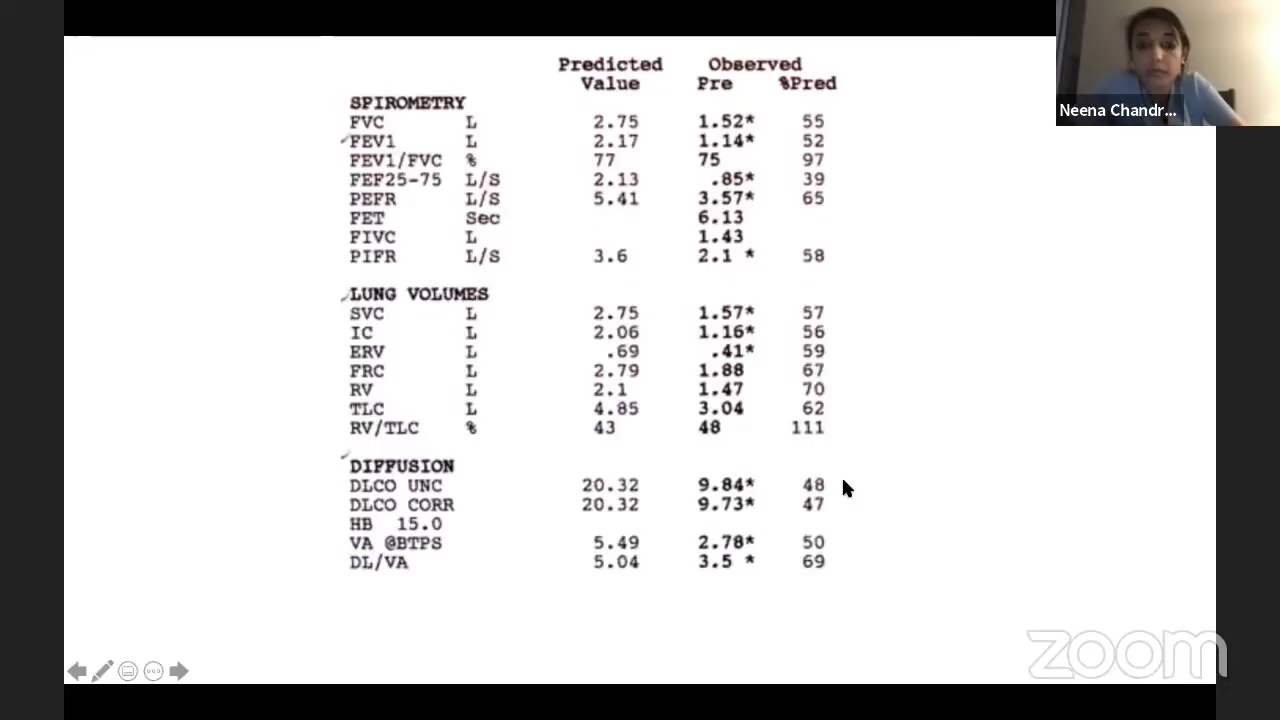 Predicted Observed
Value Pre %Pred
SPIROMETRY
FVC L 2.75 1.52* 55
FEV1 L 2.17 1.14* 52
FEV1/FVC % 77 75 97
FEF25-75 L/S 2.13 .85* 39
PEFR L/S 5.41 3.57* 65
FET Sec 6.13
FIVC L 1.43
PIFR L/S 3.6 2.1 * 58
LUNG VOLUMES
SVC L 2.75 1.57* 57
IC L 2.06 1.16* 56
ERV L .69 .41* 59
FRC L 2.79 1.88 67
RV L 2.1 1.47 70
TLC L 4.85 3.04 62
RV/TLC % 43 48 111
DIFFUSION
DLCO UNC 20.32 9.84* 48
DLCO CORR 20.32 9.73* 47
HB 15.0
VA @BTPS 5.49 2.78* 50
DL/VA 5.04 3.5 * 69
Neena Chandr...
zoom